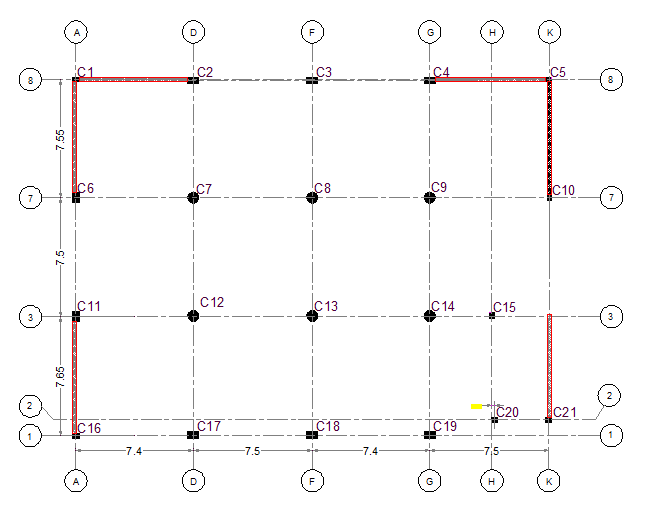 A D F G H K
8 C1 C2 C3 C4 C5 8
7.55
7 C6 C7 C8 C9 C10 7
7.5
3 C11 C12 C13 C14 C15 3
7.65
2 C20 C21 2
1 C16 C17 C18 C19 1
7.4 7.5 7.4 7.5
A D F G H K